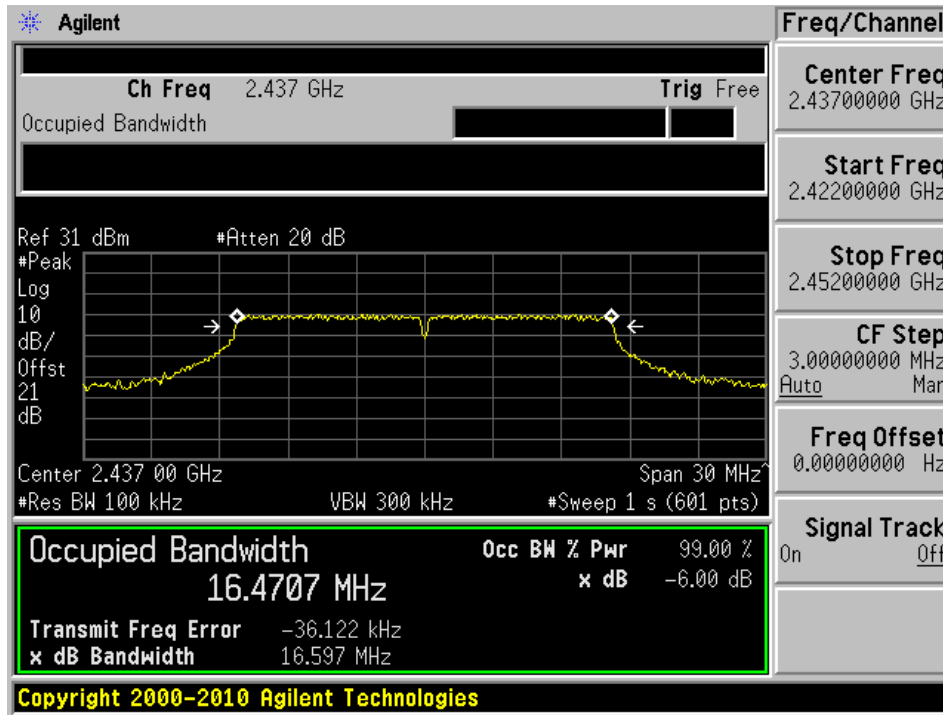 Agilent
Freq/Channel
Ch Freq 2.437 GHz Trig Free
Occupied Bandwidth
Center Freq
2.43700000 GHz
Start Freq
2.42200000 GHz
Stop Freq
2.45200000 GHz
CF Step
3.00000000 MHz
Auto Man
Freq Offset
0.00000000 Hz
Signal Track
On Off
Ref 31 dBm #Atten 20 dB
#Peak
Log
10
dB/
Offst
21
dB
Center 2.437 00 GHz Span 30 MHz^
#Res BW 100 kHz VBW 300 kHz #Sweep 1 s (601 pts)
Occupied Bandwidth Occ BW % Pwr 99.00 %
16.4707 MHz x dB -6.00 dB
Transmit Freq Error -36.122 kHz
x dB Bandwidth 16.597 MHz
Copyright 2000-2010 Agilent Technologies